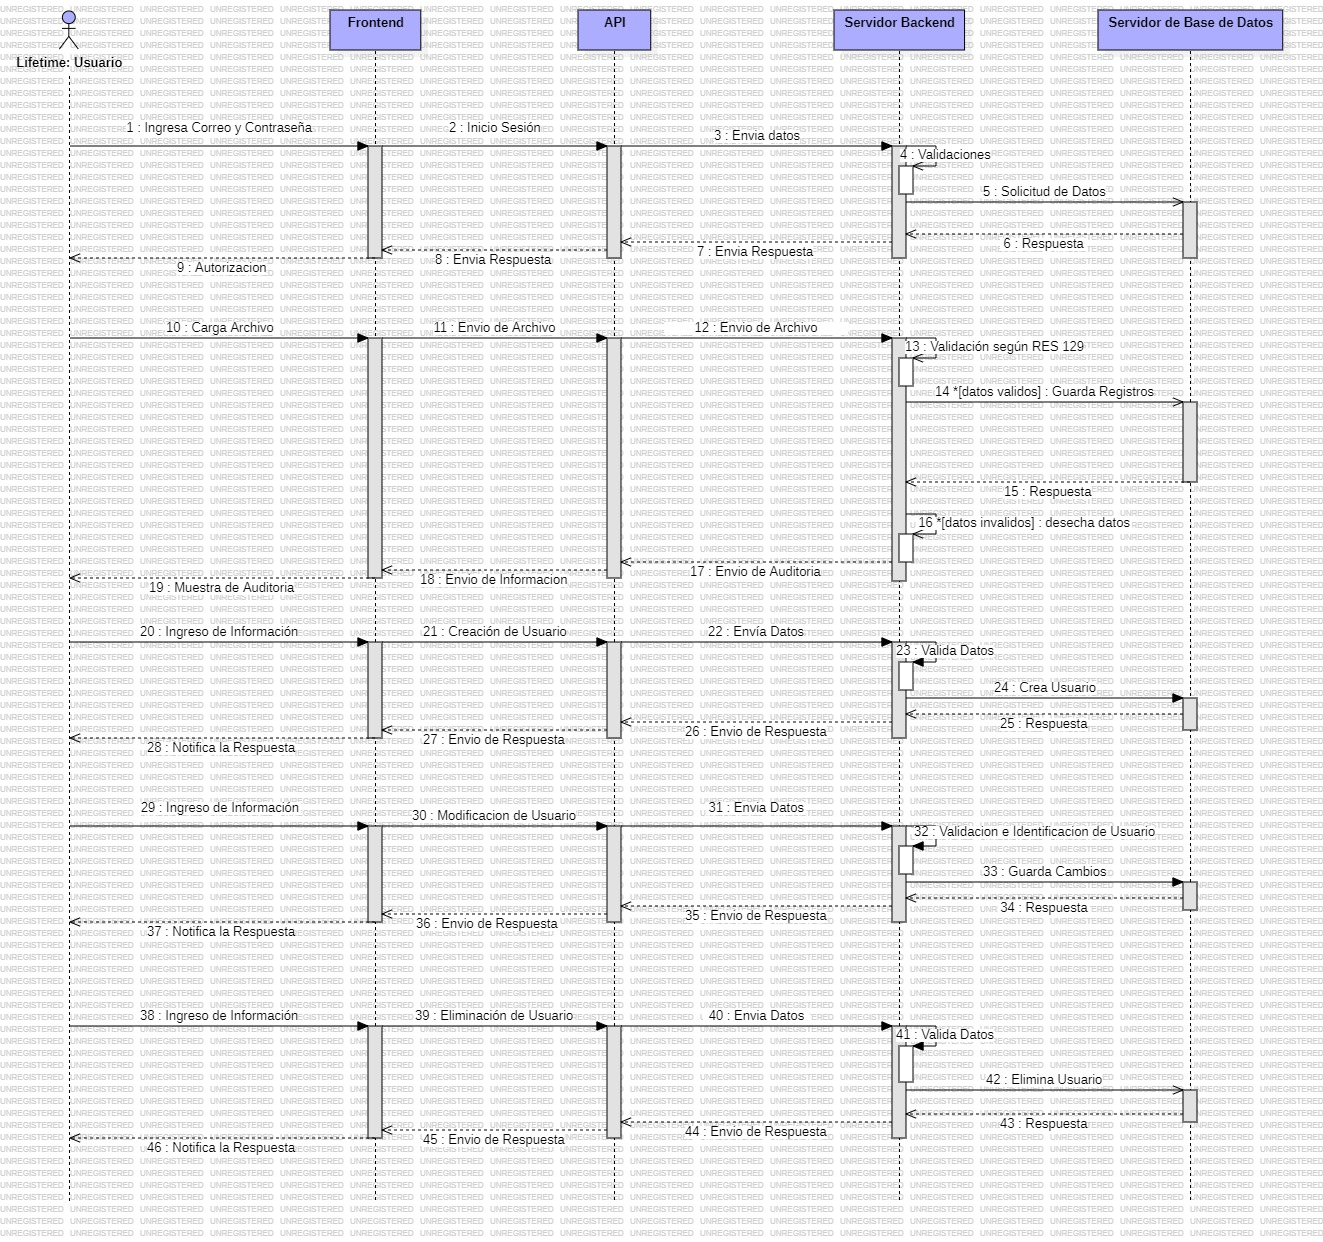 Lifetime: Usuario
Frontend
API
Servidor Backend
Servidor de Base de Datos
1 : Ingresa Correo y Contraseña
2 : Inicio Sesión
3 : Envia datos
4 : Validaciones
5 : Solicitud de Datos
6 : Respuesta
7 : Envia Respuesta
8 : Envia Respuesta
9 : Autorizacion
10 : Carga Archivo
11 : Envio de Archivo
12 : Envio de Archivo
13 : Validación según RES 129
14 *[datos validos] : Guarda Registros
15 : Respuesta
16 *[datos invalidos] : desecha datos
17 : Envio de Auditoria
18 : Envio de Informacion
19 : Muestra de Auditoria
20 : Ingreso de Información
21 : Creación de Usuario
22 : Envía Datos
23 : Valida Datos
24 : Crea Usuario
25 : Respuesta
26 : Envio de Respuesta
27 : Envio de Respuesta
28 : Notifica la Respuesta
29 : Ingreso de Información
30 : Modificacion de Usuario
31 : Envia Datos
32 : Validacion e Identificacion de Usuario
33 : Guarda Cambios
34 : Respuesta
35 : Envio de Respuesta
36 : Envio de Respuesta
37 : Notifica la Respuesta
38 : Ingreso de Información
39 : Eliminación de Usuario
40 : Envia Datos
41 : Valida Datos
42 : Elimina Usuario
43 : Respuesta
44 : Envio de Respuesta
45 : Envio de Respuesta
46 : Notifica la Respuesta
UNREGISTERED